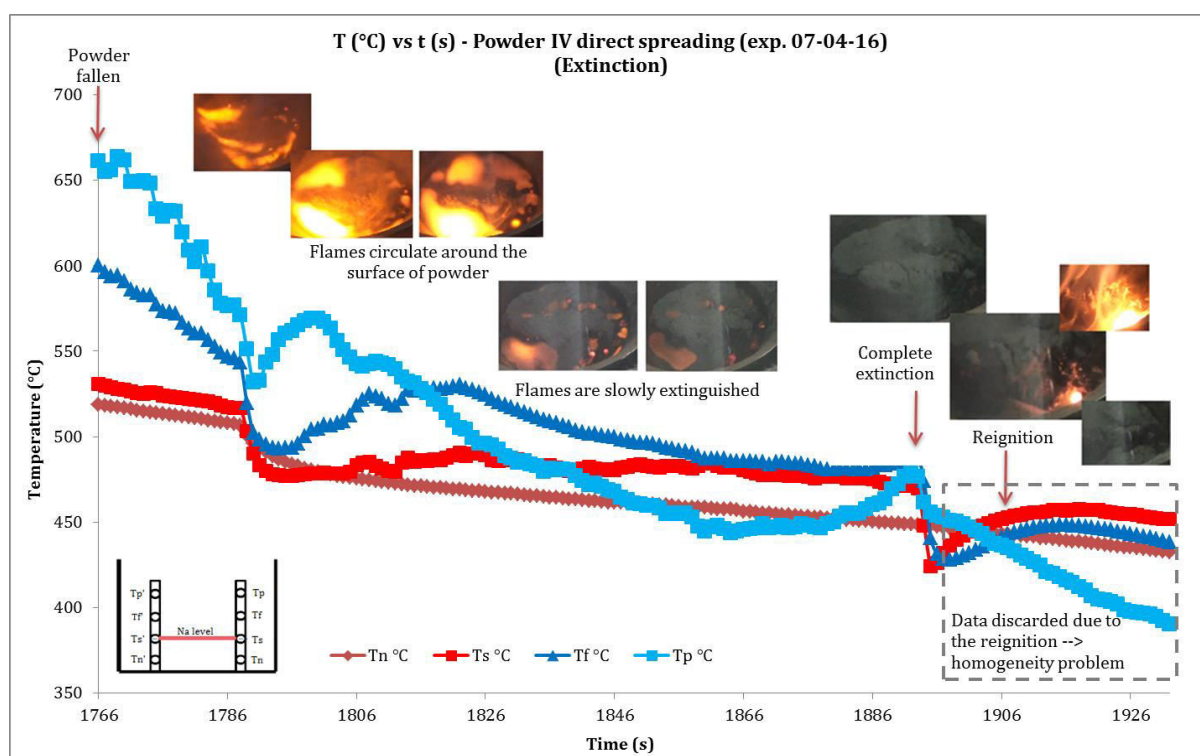 T (°C) vs t (s) - Powder IV direct spreading (exp. 07-04-16)
(Extinction)
Powder
fallen
Flames circulate around the
surface of powder
Flames are slowly extinguished
Complete
extinction
Reignition
Data discarded due to
the reignition -->
homogeneity problem
Temperature (°C)
700
650
600
550
500
450
400
350
Tp'
Tf'
Ts'
Tn'
Na level
Tp
Tf
Ts
Tn
Tn °C
Ts °C
Tf °C
Tp °C
1766
1786
1806
1826
1846
1866
1886
1906
1926
Time (s)